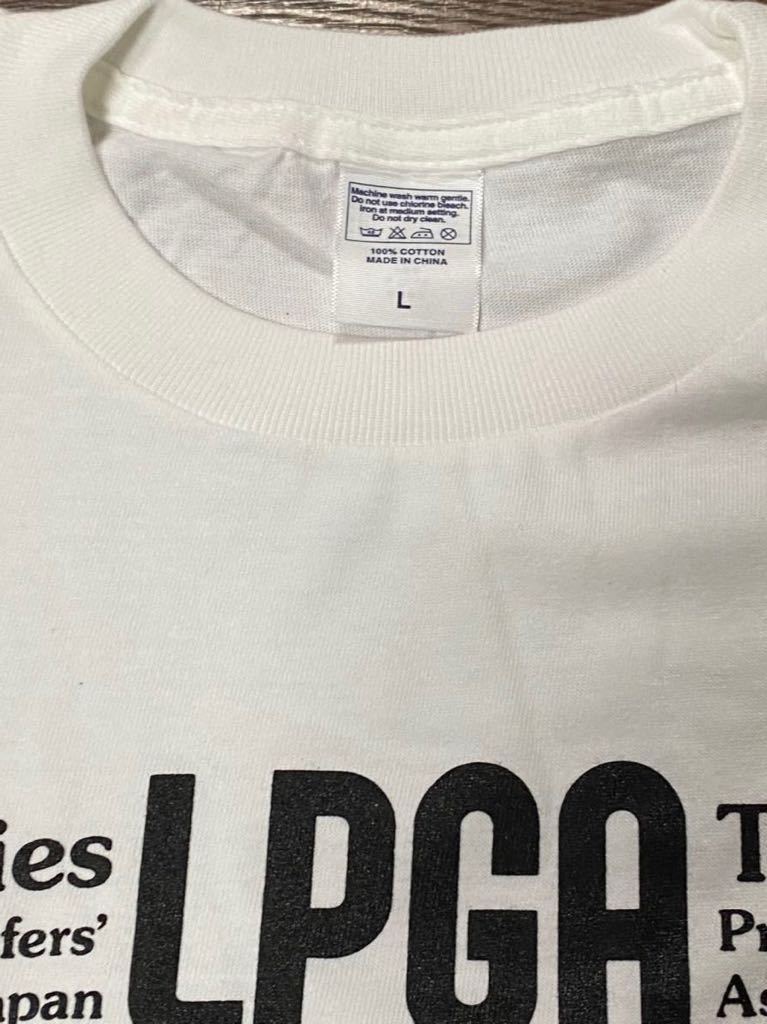 Machine wash warm gentle.
Do not use chlorine bleach.
Iron at medium setting.
Do not dry clean.
100% COTTON
MADE IN CHINA
L
ies LPGA T
fers’ Pr
apan As